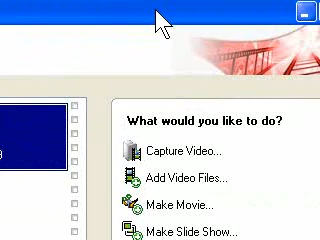 What would you like to do?
Capture Video...
Add Video Files...
Make Movie...
Make Slide Show...